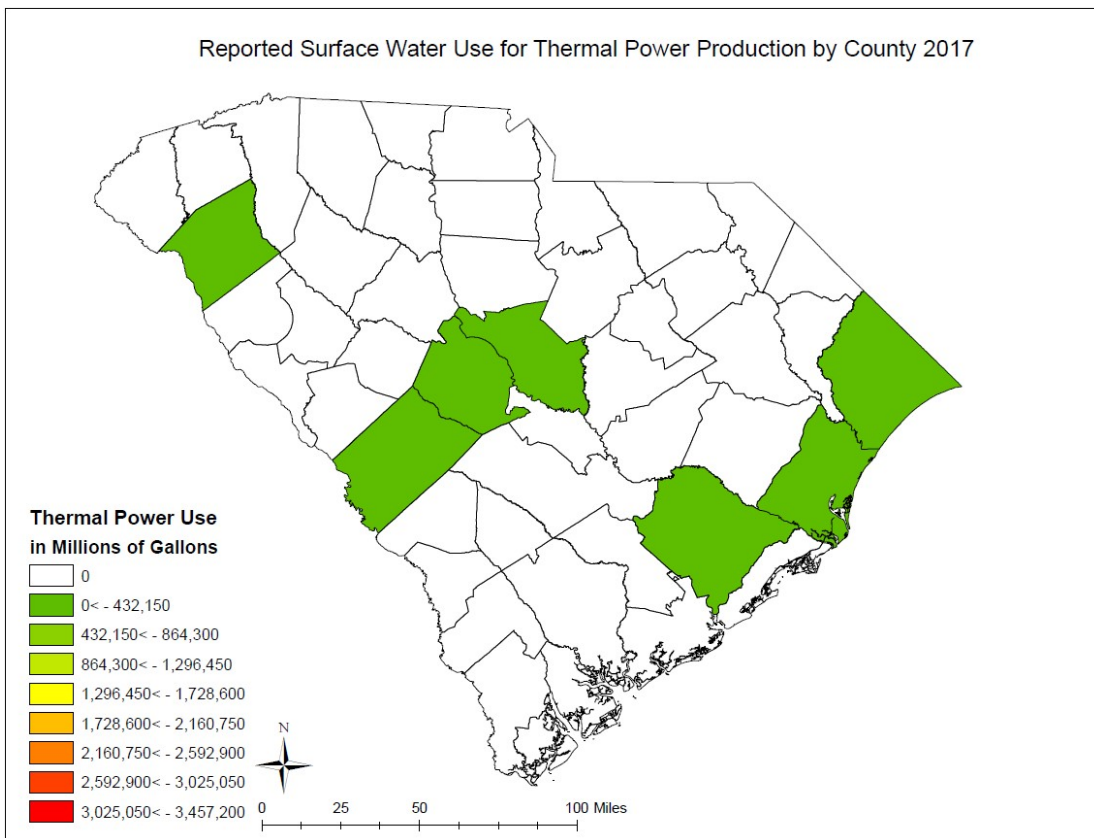 Reported Surface Water Use for Thermal Power Production by County 2017
Thermal Power Use
in Millions of Gallons
0
0< - 432,150
432,150< - 864,300
864,300< - 1,296,450
1,296,450< - 1,728,600
1,728,600< - 2,160,750
2,160,750< - 2,592,900
2,592,900< - 3,025,050
3,025,050< - 3,457,200
N
0 25 50 100 Miles